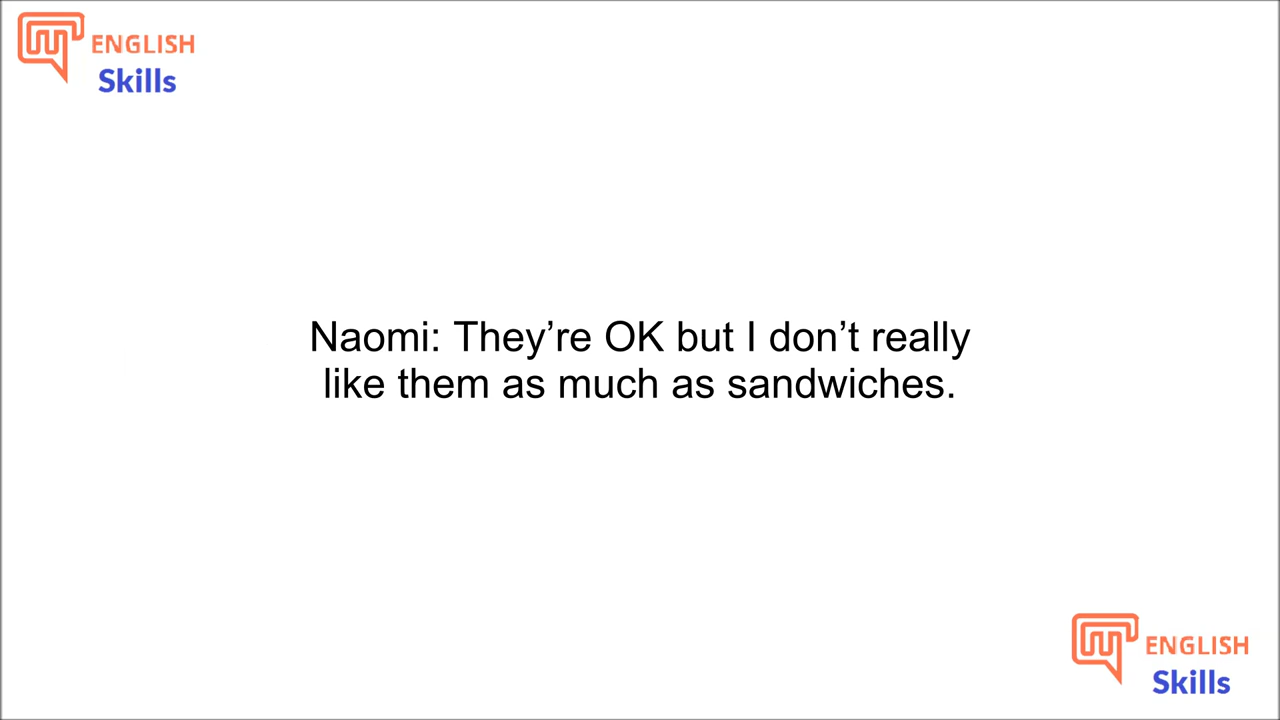 ENGLISH
Skills
Naomi: They’re OK but I don’t really
like them as much as sandwiches.
ENGLISH
Skills